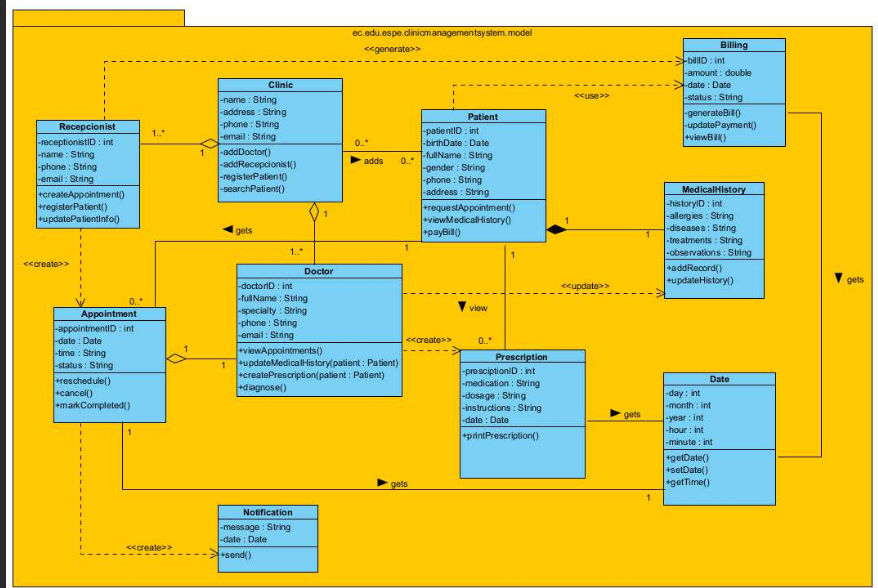 ec.edu.espe.clinicmanagementsystem.model
<<generate>>
Billing
-billID : int
-amount : double
-date : Date
-status : String
-generateBill()
-updatePayment()
+viewBill()
Clinic
-name : String
-address : String
-phone : String
-email : String
-addDoctor()
-addRecepcionist()
-registerPatient()
-searchPatient()
<<use>>
Recepcionist
-receptionistID : int
-name : String
-phone : String
-email : String
+createAppointment()
+registerPatient()
+updatePatientInfo()
1..*
1
0..*
adds
0..*
Patient
-patientID : int
-birthDate : Date
-fullName : String
-gender : String
-phone : String
-address : String
+requestAppointment()
+viewMedicalHistory()
+payBill()
MedicalHistory
-historyID : int
-allergies : String
-diseases : String
-treatments : String
-observations : String
+addRecord()
+updateHistory()
1
1
1
gets
1..*
1
1
<<create>>
Doctor
-doctorID : int
-fullName : String
-specialty : String
-phone : String
-email : String
+viewAppointments()
+updateMedicalHistory(patient : Patient)
+createPrescription(patient : Patient)
+diagnose()
<<update>>
gets
view
0..*
Appointment
-appointmentID : int
-date : Date
-time : String
-status : String
+reschedule()
+cancel()
+markCompleted()
1
1
<<create>>
0..*
Prescription
-presciptionID : int
-medication : String
-dosage : String
-instructions : String
-date : Date
+printPrescription()
gets
Date
-day : int
-month : int
-year : int
-hour : int
-minute : int
+getDate()
+setDate()
+getTime()
1
gets
1
Notification
-message : String
-date : Date
+send()
<<create>>